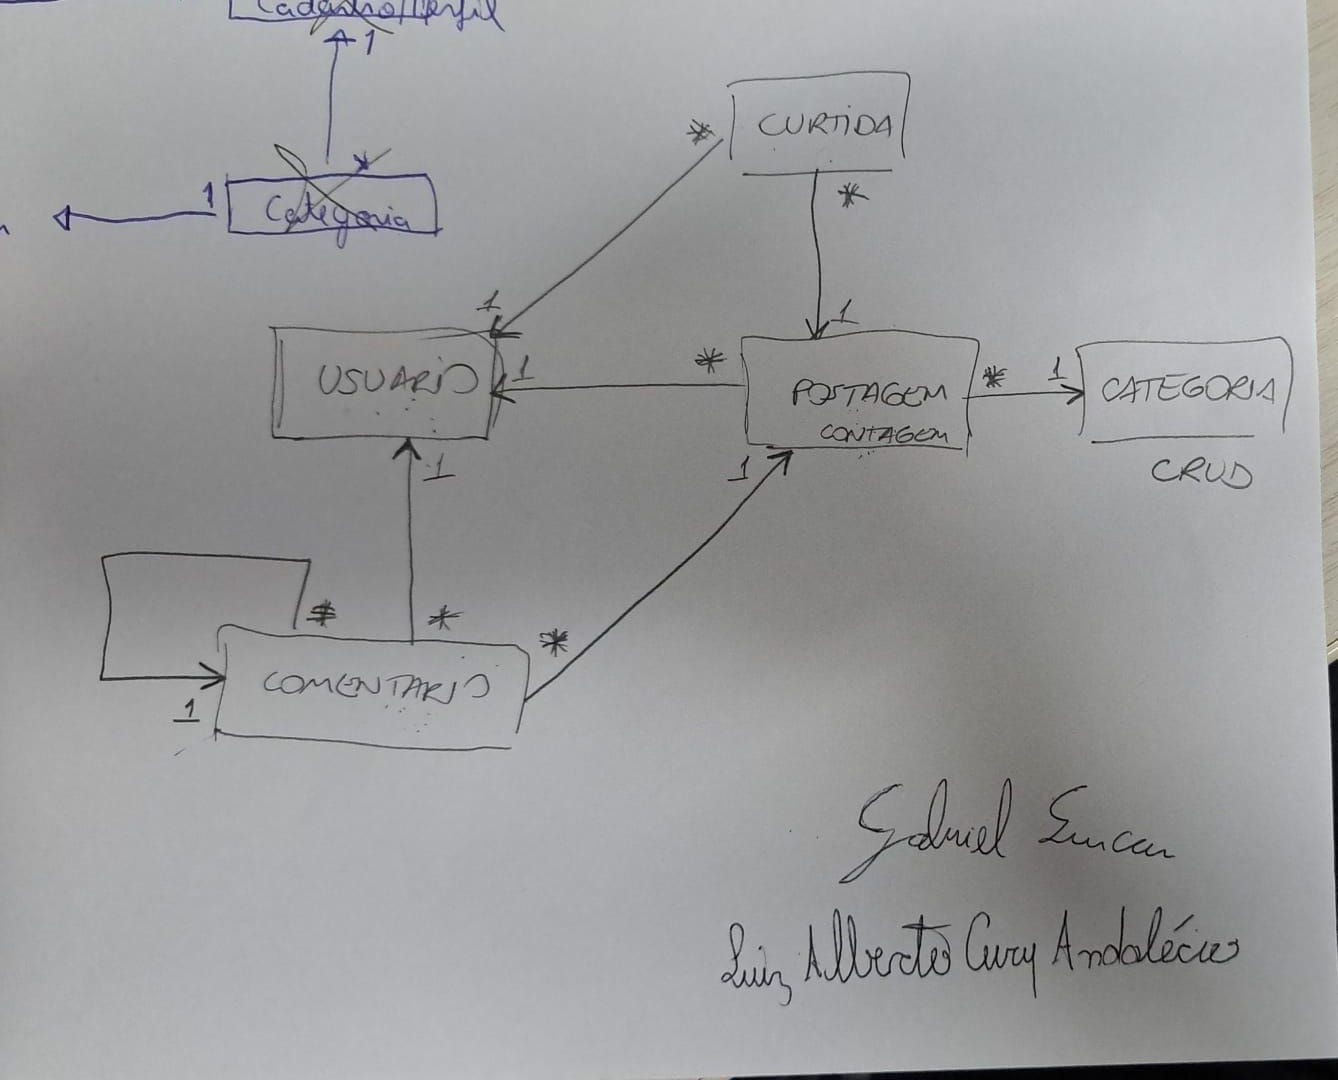 Cadastro/Perfil
1
*
1
Categoria
CURTIDA
*
*
1
1
USUARIO
1
*
POSTAGEM
CONTAGEM
*
1
CATEGORIA
CRUD
1
1
*
*
*
COMENTARIO
1
Gabriel
Luiz Alberto Cury Andalécio